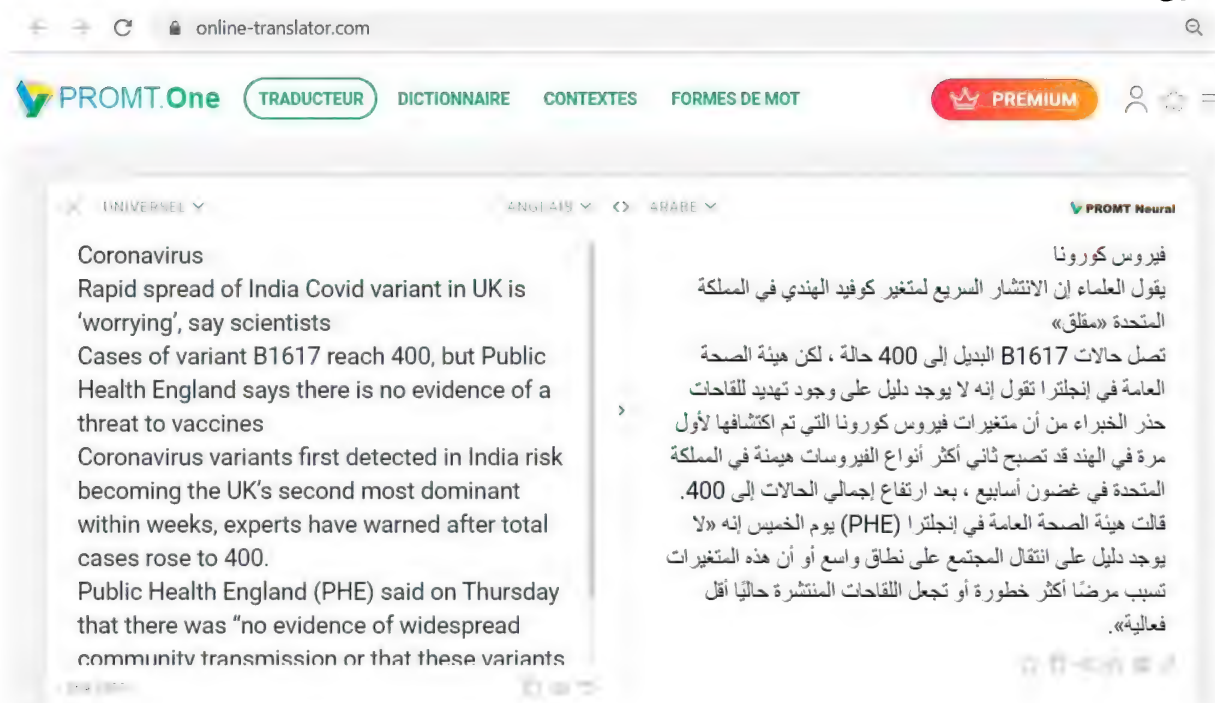 online-translator.com
PROMT.One TRADUCTEUR DICTIONNAIRE CONTEXTES FORMES DE MOT PREMIUM
UNIVERSEL ANGLAIS <> ARABE PROMT Neural
Coronavirus
Rapid spread of India Covid variant in UK is
‘worrying’, say scientists
Cases of variant B1617 reach 400, but Public
Health England says there is no evidence of a
threat to vaccines
Coronavirus variants first detected in India risk
becoming the UK’s second most dominant
within weeks, experts have warned after total
cases rose to 400.
Public Health England (PHE) said on Thursday
that there was “no evidence of widespread
community transmission or that these variants
فيروس كورونا
يقول العلماء إن الانتشار السريع لمتغير كوفيد الهندي في المملكة
المتحدة «مقلق»
تصل حالات B1617 البديل إلى 400 حالة ، لكن هيئة الصحة
العامة في إنجلترا تقول إنه لا يوجد دليل على وجود تهديد للقاحات
حذر الخبراء من أن متغيرات فيروس كورونا التي تم اكتشافها لأول
مرة في الهند قد تصبح ثاني أكثر أنواع الفيروسات هيمنة في المملكة
المتحدة في غضون أسابيع ، بعد ارتفاع إجمالي الحالات إلى 400.
قالت هيئة الصحة العامة في إنجلترا (PHE) يوم الخميس إنه «لا
يوجد دليل على انتقال المجتمع على نطاق واسع أو أن هذه المتغيرات
تسبب مرضًا أكثر خطورة أو تجعل اللقاحات المنتشرة حاليًا أقل
فعالية».